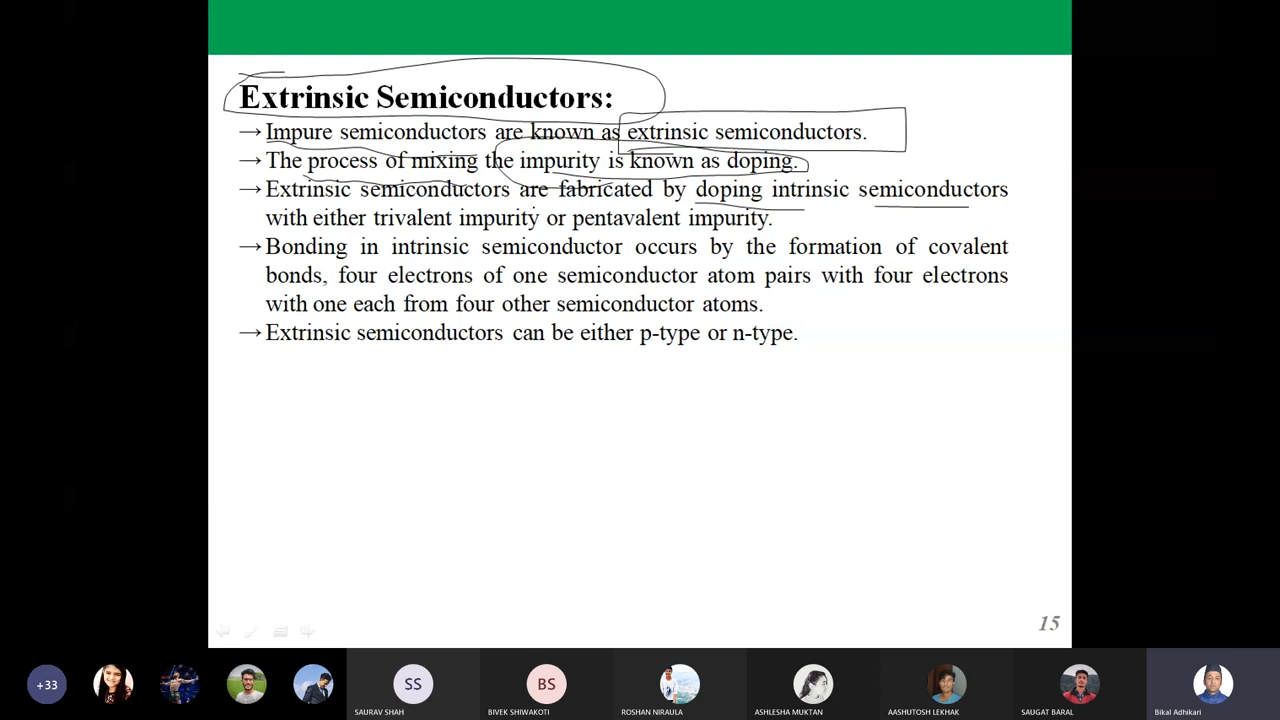 Extrinsic Semiconductors:
→ Impure semiconductors are known as extrinsic semiconductors.
→ The process of mixing the impurity is known as doping.
→ Extrinsic semiconductors are fabricated by doping intrinsic semiconductors
with either trivalent impurity or pentavalent impurity.
→ Bonding in intrinsic semiconductor occurs by the formation of covalent
bonds, four electrons of one semiconductor atom pairs with four electrons
with one each from four other semiconductor atoms.
→ Extrinsic semiconductors can be either p-type or n-type.
15
+33
SS
BS
SAURAV SHAH
BIVEK SHIWAKOTI
ROSHAN NIRAULA
ASHLESHA MUKTAN
AASHUTOSH LEKHAK
SAUGAT BARAL
Bikal Adhikari